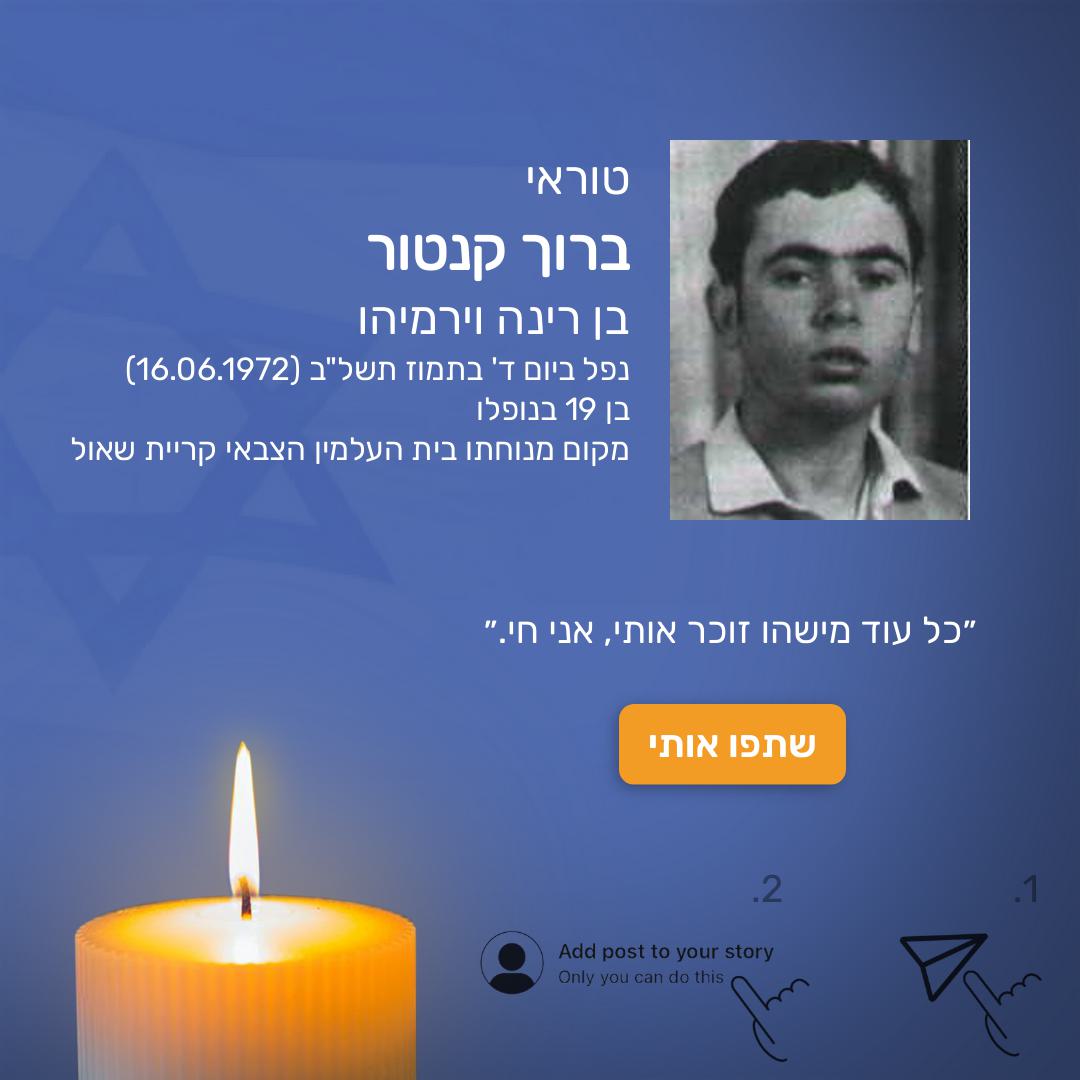 טוראי
ברוך קנטור
בן רינה וירמיהו
נפל ביום ד' בתמוז תשל"ב (16.06.1972)
בן 19 בנופלו
מקום מנוחתו בית העלמין הצבאי קריית שאול
״כל עוד מישהו זוכר אותי, אני חי.״
שתפו אותי
.1
.2
Add post to your story
Only you can do this